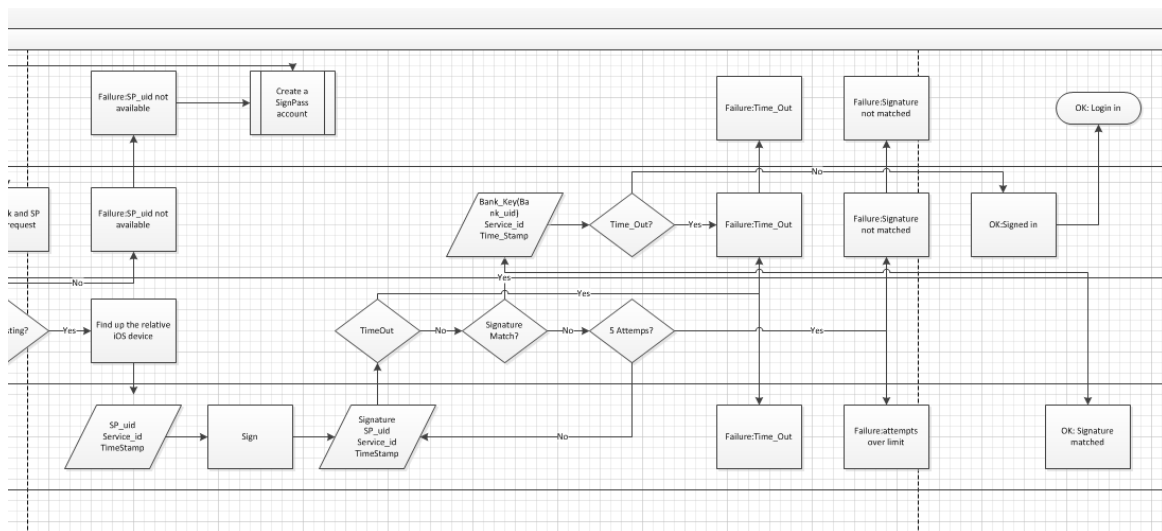 Failure:SP_uid not
available
Create a
SignPass
account
Failure:Time_Out
Failure:Signature
not matched
OK: Login in
No
k and SP
request
Failure:SP_uid not
available
Bank_Key(Ba
nk_uid)
Service_id
Time_Stamp
Time_Out?
Yes
Failure:Time_Out
Failure:Signature
not matched
OK:Signed in
No
Yes
Yes
sting?
Yes
Find up the relative
iOS device
TimeOut
No
Signature
Match?
No
5 Attemps?
Yes
SP_uid
Service_id
TimeStamp
Sign
Signature
SP_uid
Service_id
TimeStamp
No
Failure:Time_Out
Failure:attempts
over limit
OK: Signature
matched